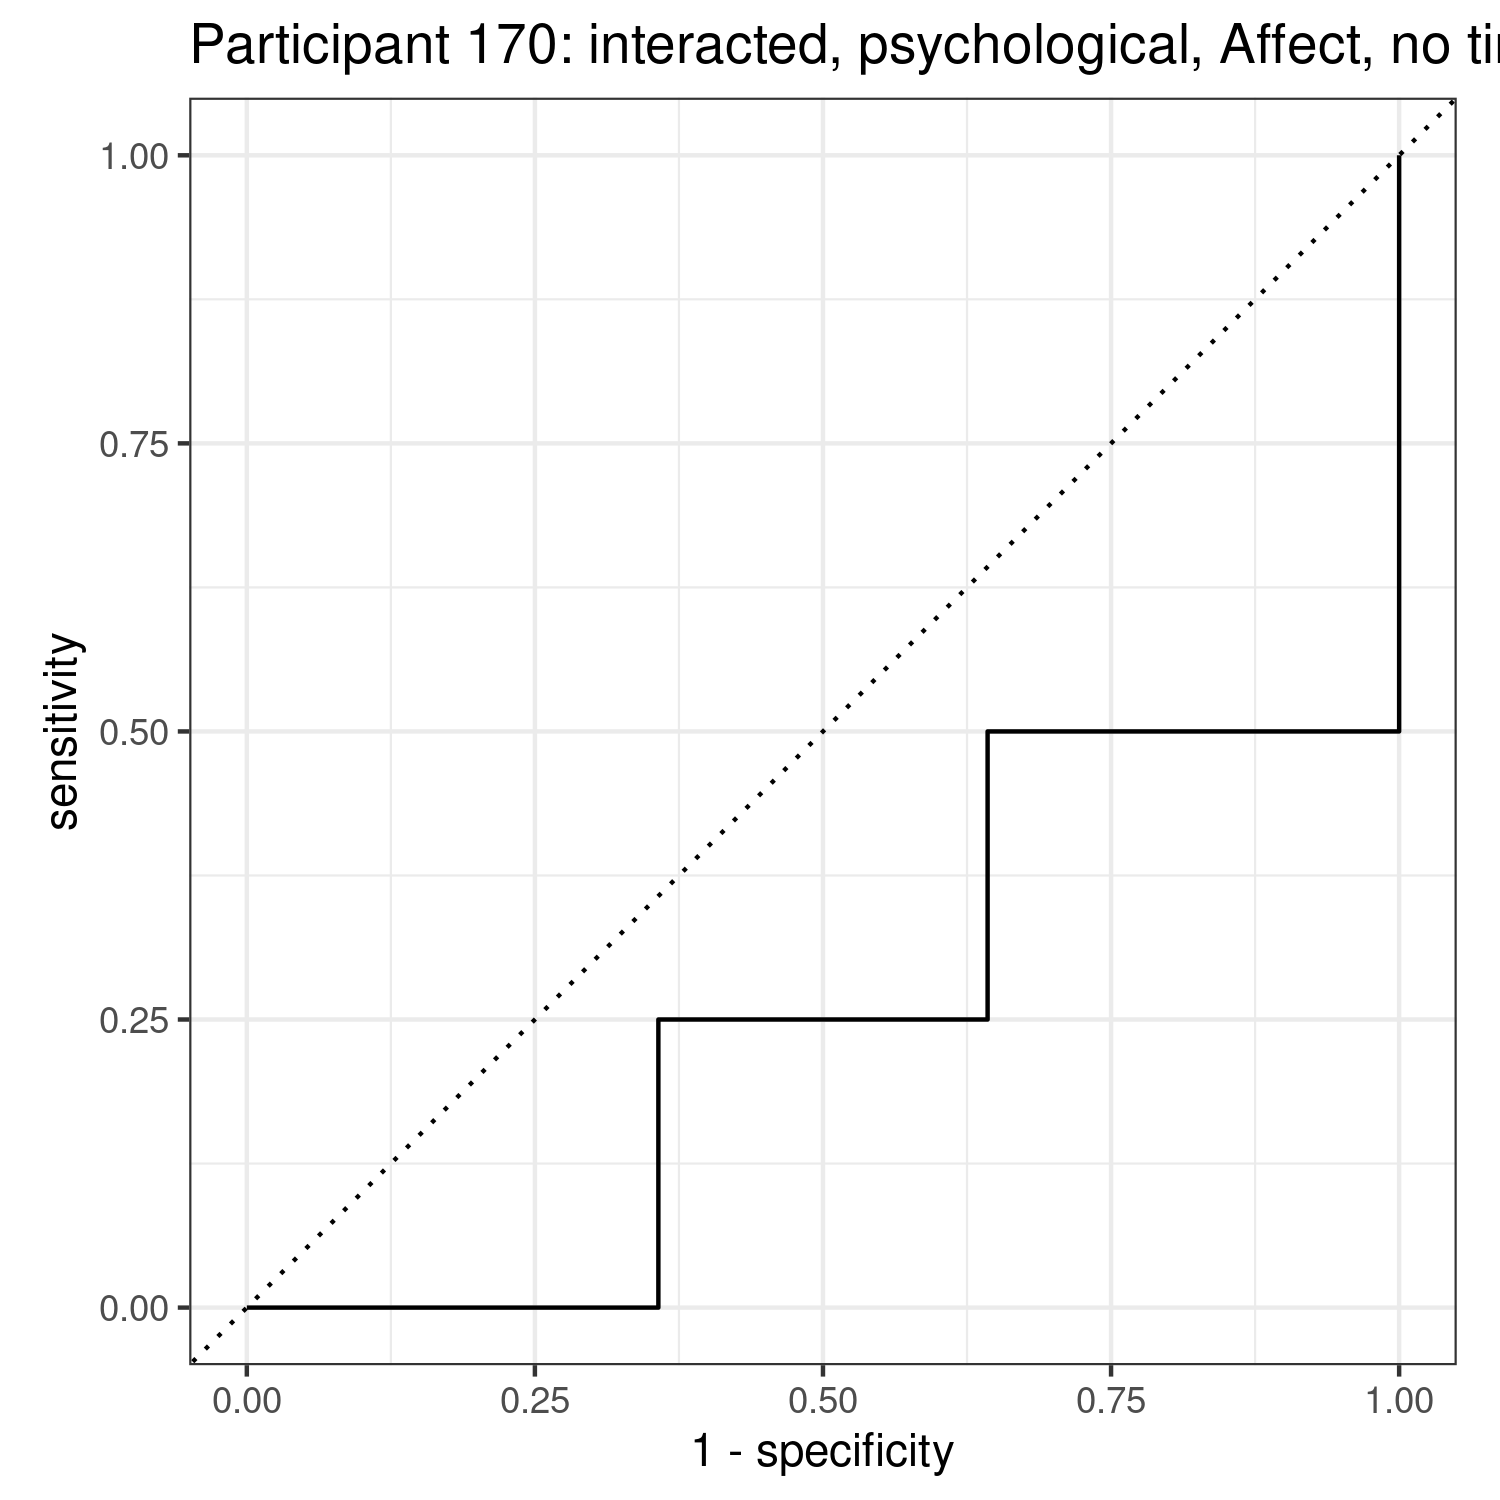 Participant 170: interacted, psychological, Affect, no
1.00
0.75
0.50
0.25
0.00
sensitivity
0.00 0.25 0.50 0.75 1.00
1 - specificity